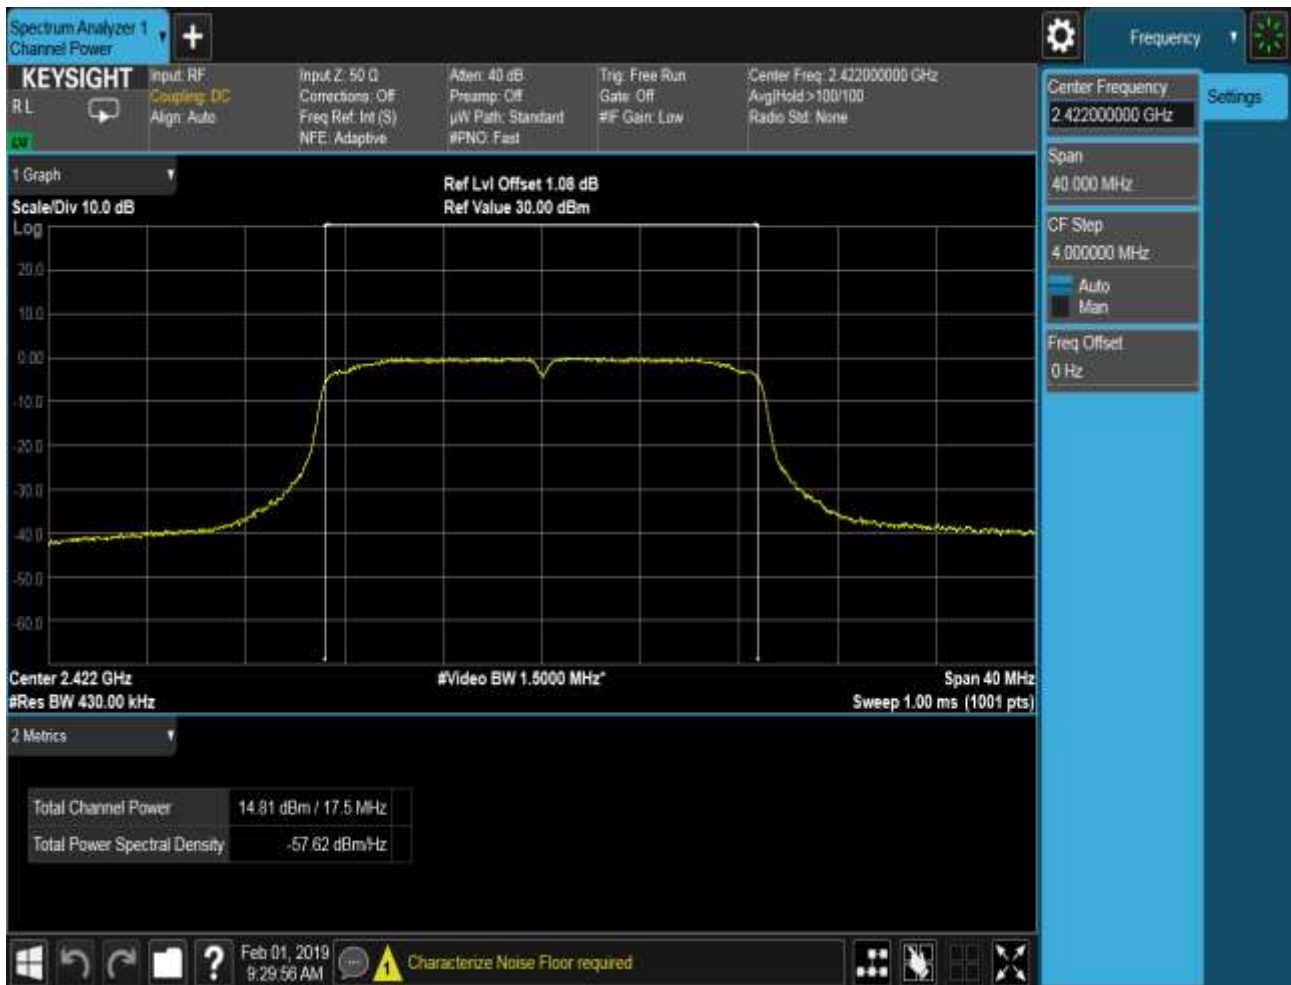 Spectrum Analyzer 1
Channel Power
Frequency
KEYSIGHT
R L
Input: RF
Coupling: DC
Align: Auto
Input Z: 50 Ω
Corrections: Off
Freq Ref: Int (S)
NFE: Adaptive
Atten: 40 dB
Preamp: Off
µW Path: Standard
#PNO: Fast
Trig: Free Run
Gate: Off
#IF Gain: Low
Center Freq: 2.422000000 GHz
Avg|Hold >100/100
Radio Std: None
Center Frequency
2.422000000 GHz
Settings
Span
40.000 MHz
CF Step
4.000000 MHz
Auto
Man
Freq Offset
0 Hz
1 Graph
Scale/Div 10.0 dB
Ref Lvl Offset 1.08 dB
Ref Value 30.00 dBm
Log
20.0
10.0
0.00
-10.0
-20.0
-30.0
-40.0
-50.0
-60.0
Center 2.422 GHz
#Video BW 1.5000 MHz*
Span 40 MHz
#Res BW 430.00 kHz
Sweep 1.00 ms (1001 pts)
2 Metrics
Total Channel Power 14.81 dBm / 17.5 MHz
Total Power Spectral Density -57.62 dBm/Hz
?
Feb 01, 2019
9:29:56 AM
1
Characterize Noise Floor required